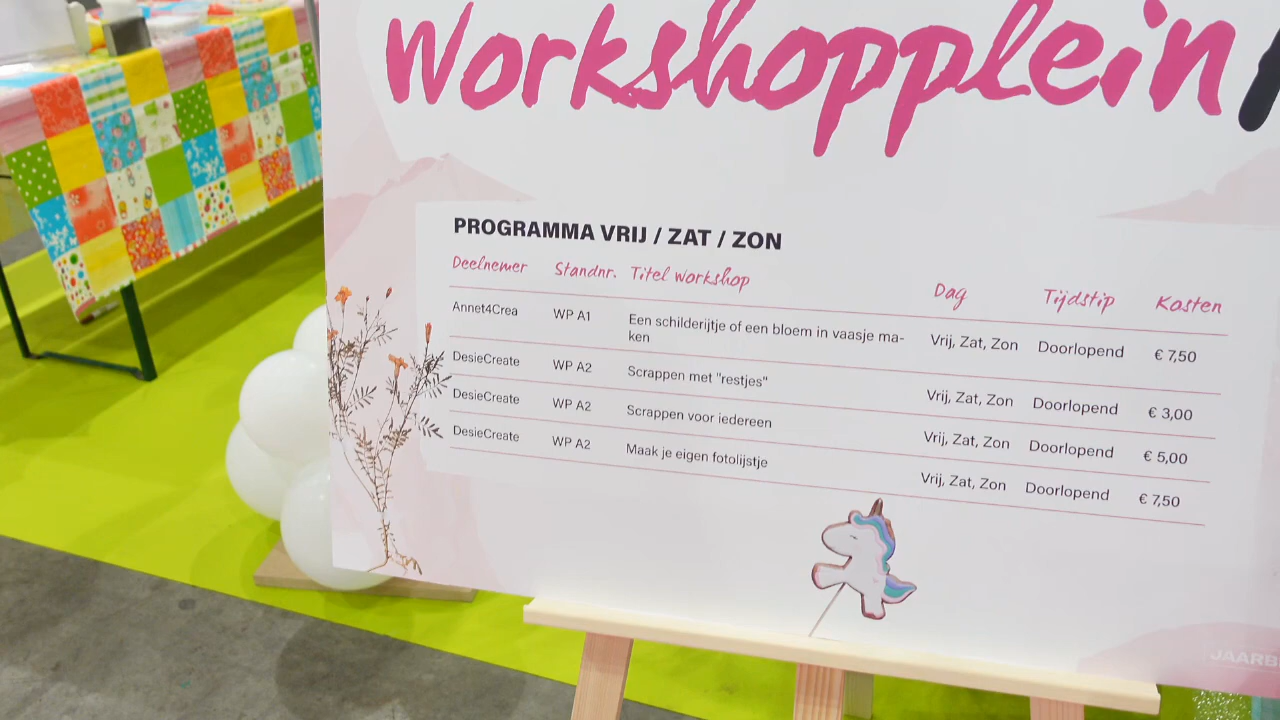 Workshopplein
PROGRAMMA VRIJ / ZAT / ZON
Deelnemer Standnr. Titel workshop Dag Tijdstip Kosten
Annet4Crea WP A1 Een schilderijtje of een bloem in vaasje ma- Vrij, Zat, Zon Doorlopend € 7,50
ken
DesieCreate WP A2 Scrappen met "restjes" Vrij, Zat, Zon Doorlopend € 3,00
DesieCreate WP A2 Scrappen voor iedereen Vrij, Zat, Zon Doorlopend € 5,00
DesieCreate WP A2 Maak je eigen fotolijstje Vrij, Zat, Zon Doorlopend € 7,50
JAARB